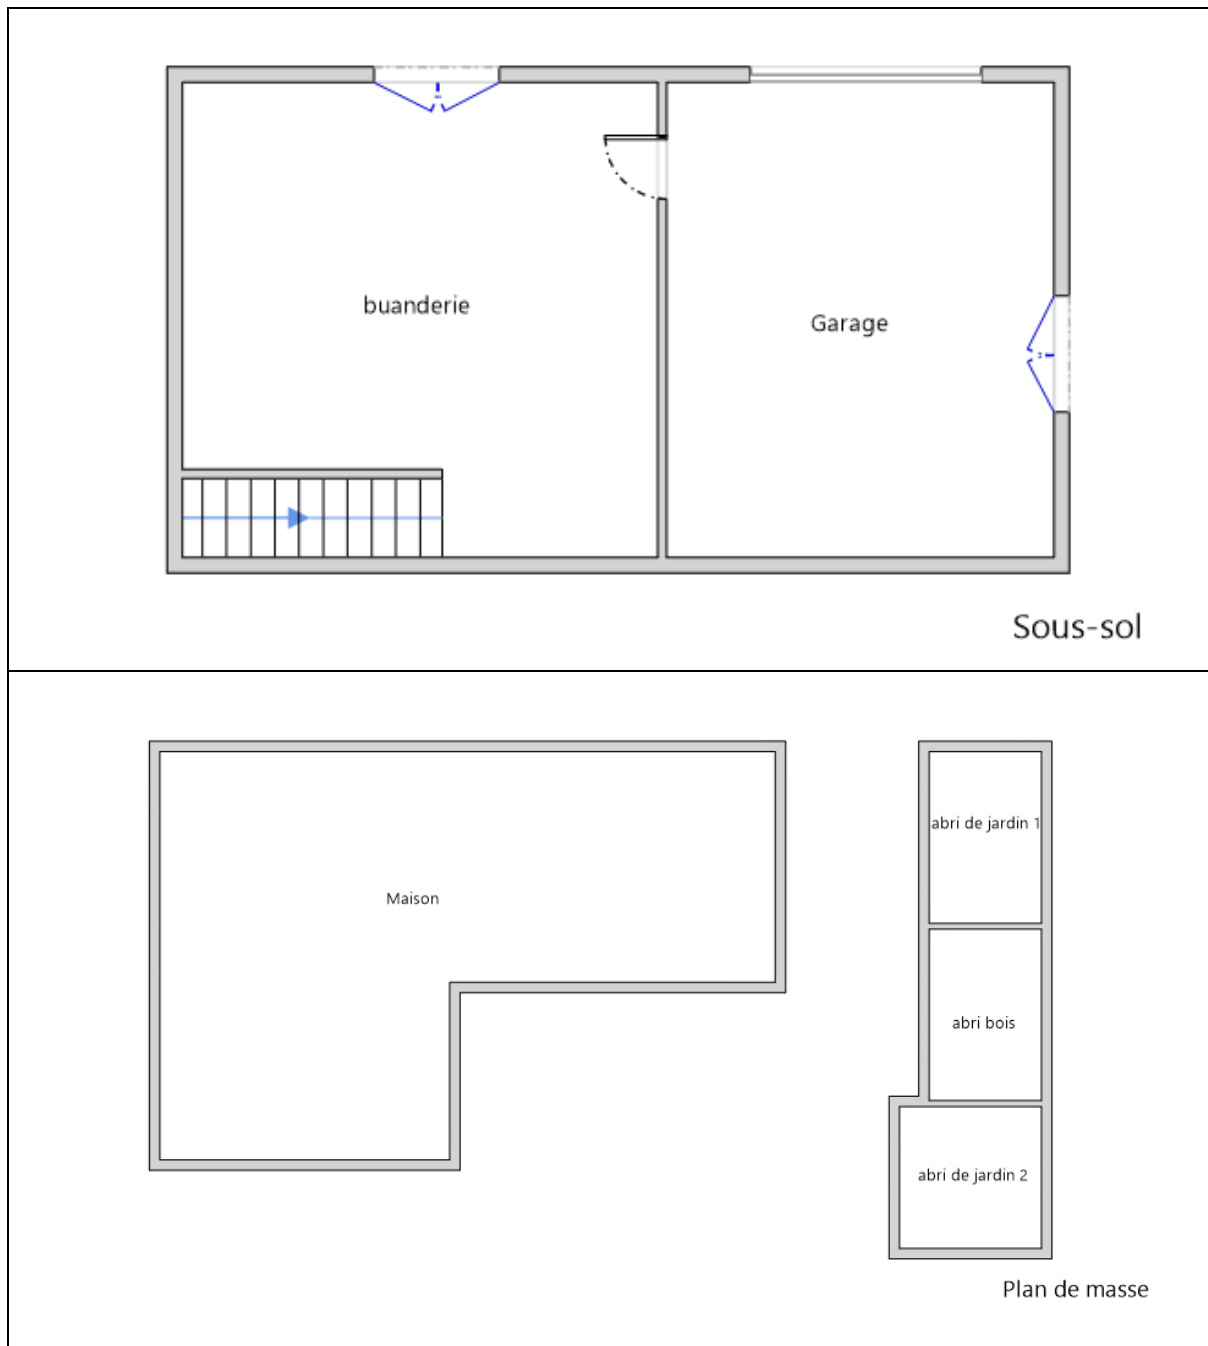 buanderie
Garage
Sous-sol
Maison
abri de jardin 1
abri bois
abri de jardin 2
Plan de masse